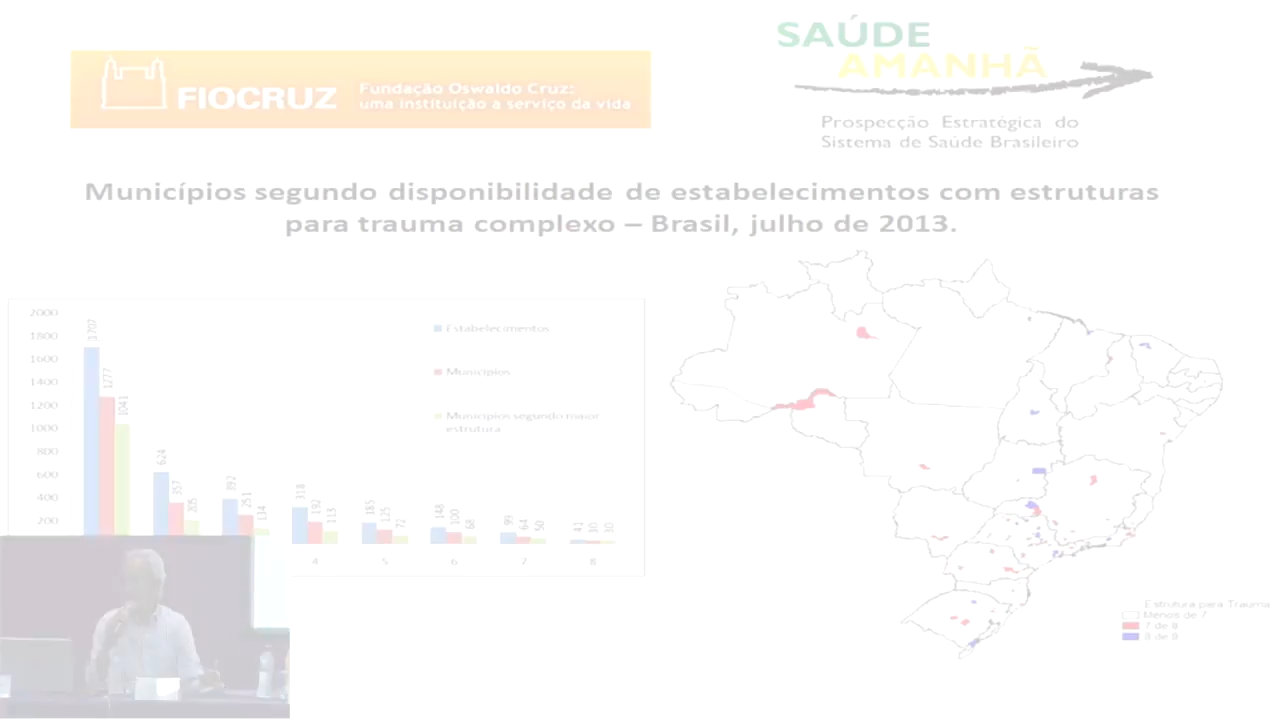 SAÚDE
AMANHÃ
Prospecção Estratégica do
Sistema de Saúde Brasileiro
FIOCRUZ
Fundação Oswaldo Cruz:
uma instituição a serviço da vida
Municípios segundo disponibilidade de estabelecimentos com estruturas
para trauma complexo – Brasil, julho de 2013.
2000
1800
1600
1400
1200
1000
800
600
400
200
1707
1277
1041
624
357
205
392
251
134
318
192
113
185
125
72
148
100
68
99
64
50
41
30
30
4
5
6
7
8
Estabelecimentos
Municípios
Municípios segundo maior
estrutura
Estrutura para Trauma
Menos de 7
7 de 8
8 de 8